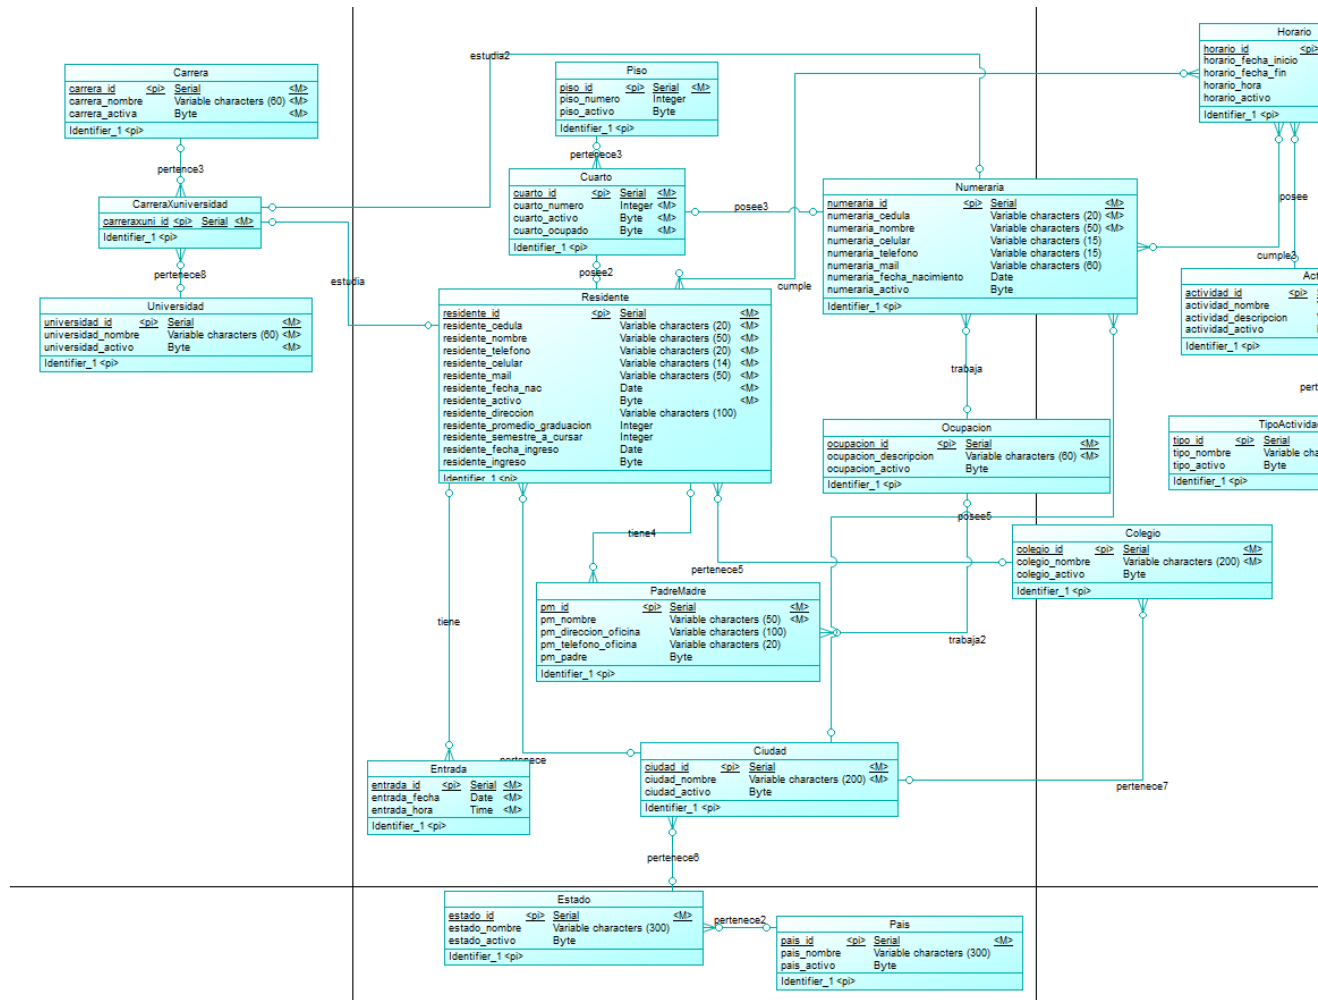 Horario
horario_id <pi>
horario_fecha_inicio
horario_fecha_fin
horario_hora
horario_activo
Identifier_1 <pi>
estudia2
Carrera
carrera_id <pi> Serial <M>
carrera_nombre Variable characters (60) <M>
carrera_activa Byte <M>
Identifier_1 <pi>
Piso
piso_id <pi> Serial <M>
piso_numero Integer
piso_activo Byte
Identifier_1 <pi>
pertence3
pertenece3
Cuarto
cuarto_id <pi> Serial <M>
cuarto_numero Integer <M>
cuarto_activo Byte <M>
cuarto_ocupado Byte <M>
Identifier_1 <pi>
posee3
Numeraria
numeraria_id <pi> Serial <M>
numeraria_cedula Variable characters (20) <M>
numeraria_nombre Variable characters (50) <M>
numeraria_celular Variable characters (15)
numeraria_telefono Variable characters (15)
numeraria_mail Variable characters (60)
numeraria_fecha_nacimiento Date
numeraria_activo Byte
Identifier_1 <pi>
posee
cumple3
CarreraXuniversidad
carreraxuni_id <pi> Serial <M>
Identifier_1 <pi>
pertenece8
estudia
posee2
cumple
Universidad
universidad_id <pi> Serial <M>
universidad_nombre Variable characters (60) <M>
universidad_activo Byte <M>
Identifier_1 <pi>
Residente
residente_id <pi> Serial <M>
residente_cedula Variable characters (20) <M>
residente_nombre Variable characters (50) <M>
residente_telefono Variable characters (20) <M>
residente_celular Variable characters (14) <M>
residente_mail Variable characters (50) <M>
residente_fecha_nac Date <M>
residente_activo Byte <M>
residente_direccion Variable characters (100)
residente_promedio_graduacion Integer
residente_semestre_a_cursar Integer
residente_fecha_ingreso Date
residente_ingreso Byte
Identifier_1 <pi>
actividad_id <pi>
actividad_nombre
actividad_descripcion
actividad_activo
Identifier_1 <pi>
trabaja
Ocupacion
ocupacion_id <pi> Serial <M>
ocupacion_descripcion Variable characters (60) <M>
ocupacion_activo Byte
Identifier_1 <pi>
tipo_id <pi> Serial
tipo_nombre Variable
tipo_activo Byte
Identifier_1 <pi>
posee5
tiene4
pertenece5
Colegio
colegio_id <pi> Serial <M>
colegio_nombre Variable characters (200) <M>
colegio_activo Byte
Identifier_1 <pi>
PadreMadre
pm_id <pi> Serial <M>
pm_nombre Variable characters (50) <M>
pm_direccion_oficina Variable characters (100)
pm_telefono_oficina Variable characters (20)
pm_padre Byte
Identifier_1 <pi>
tiene
trabaja2
pertenece
Entrada
entrada_id <pi> Serial <M>
entrada_fecha Date <M>
entrada_hora Time <M>
Identifier_1 <pi>
Ciudad
ciudad_id <pi> Serial <M>
ciudad_nombre Variable characters (200) <M>
ciudad_activo Byte
Identifier_1 <pi>
pertenece7
pertenece6
Estado
estado_id <pi> Serial <M>
estado_nombre Variable characters (300)
estado_activo Byte
Identifier_1 <pi>
pertenece2
Pais
pais_id <pi> Serial <M>
pais_nombre Variable characters (300)
pais_activo Byte
Identifier_1 <pi>